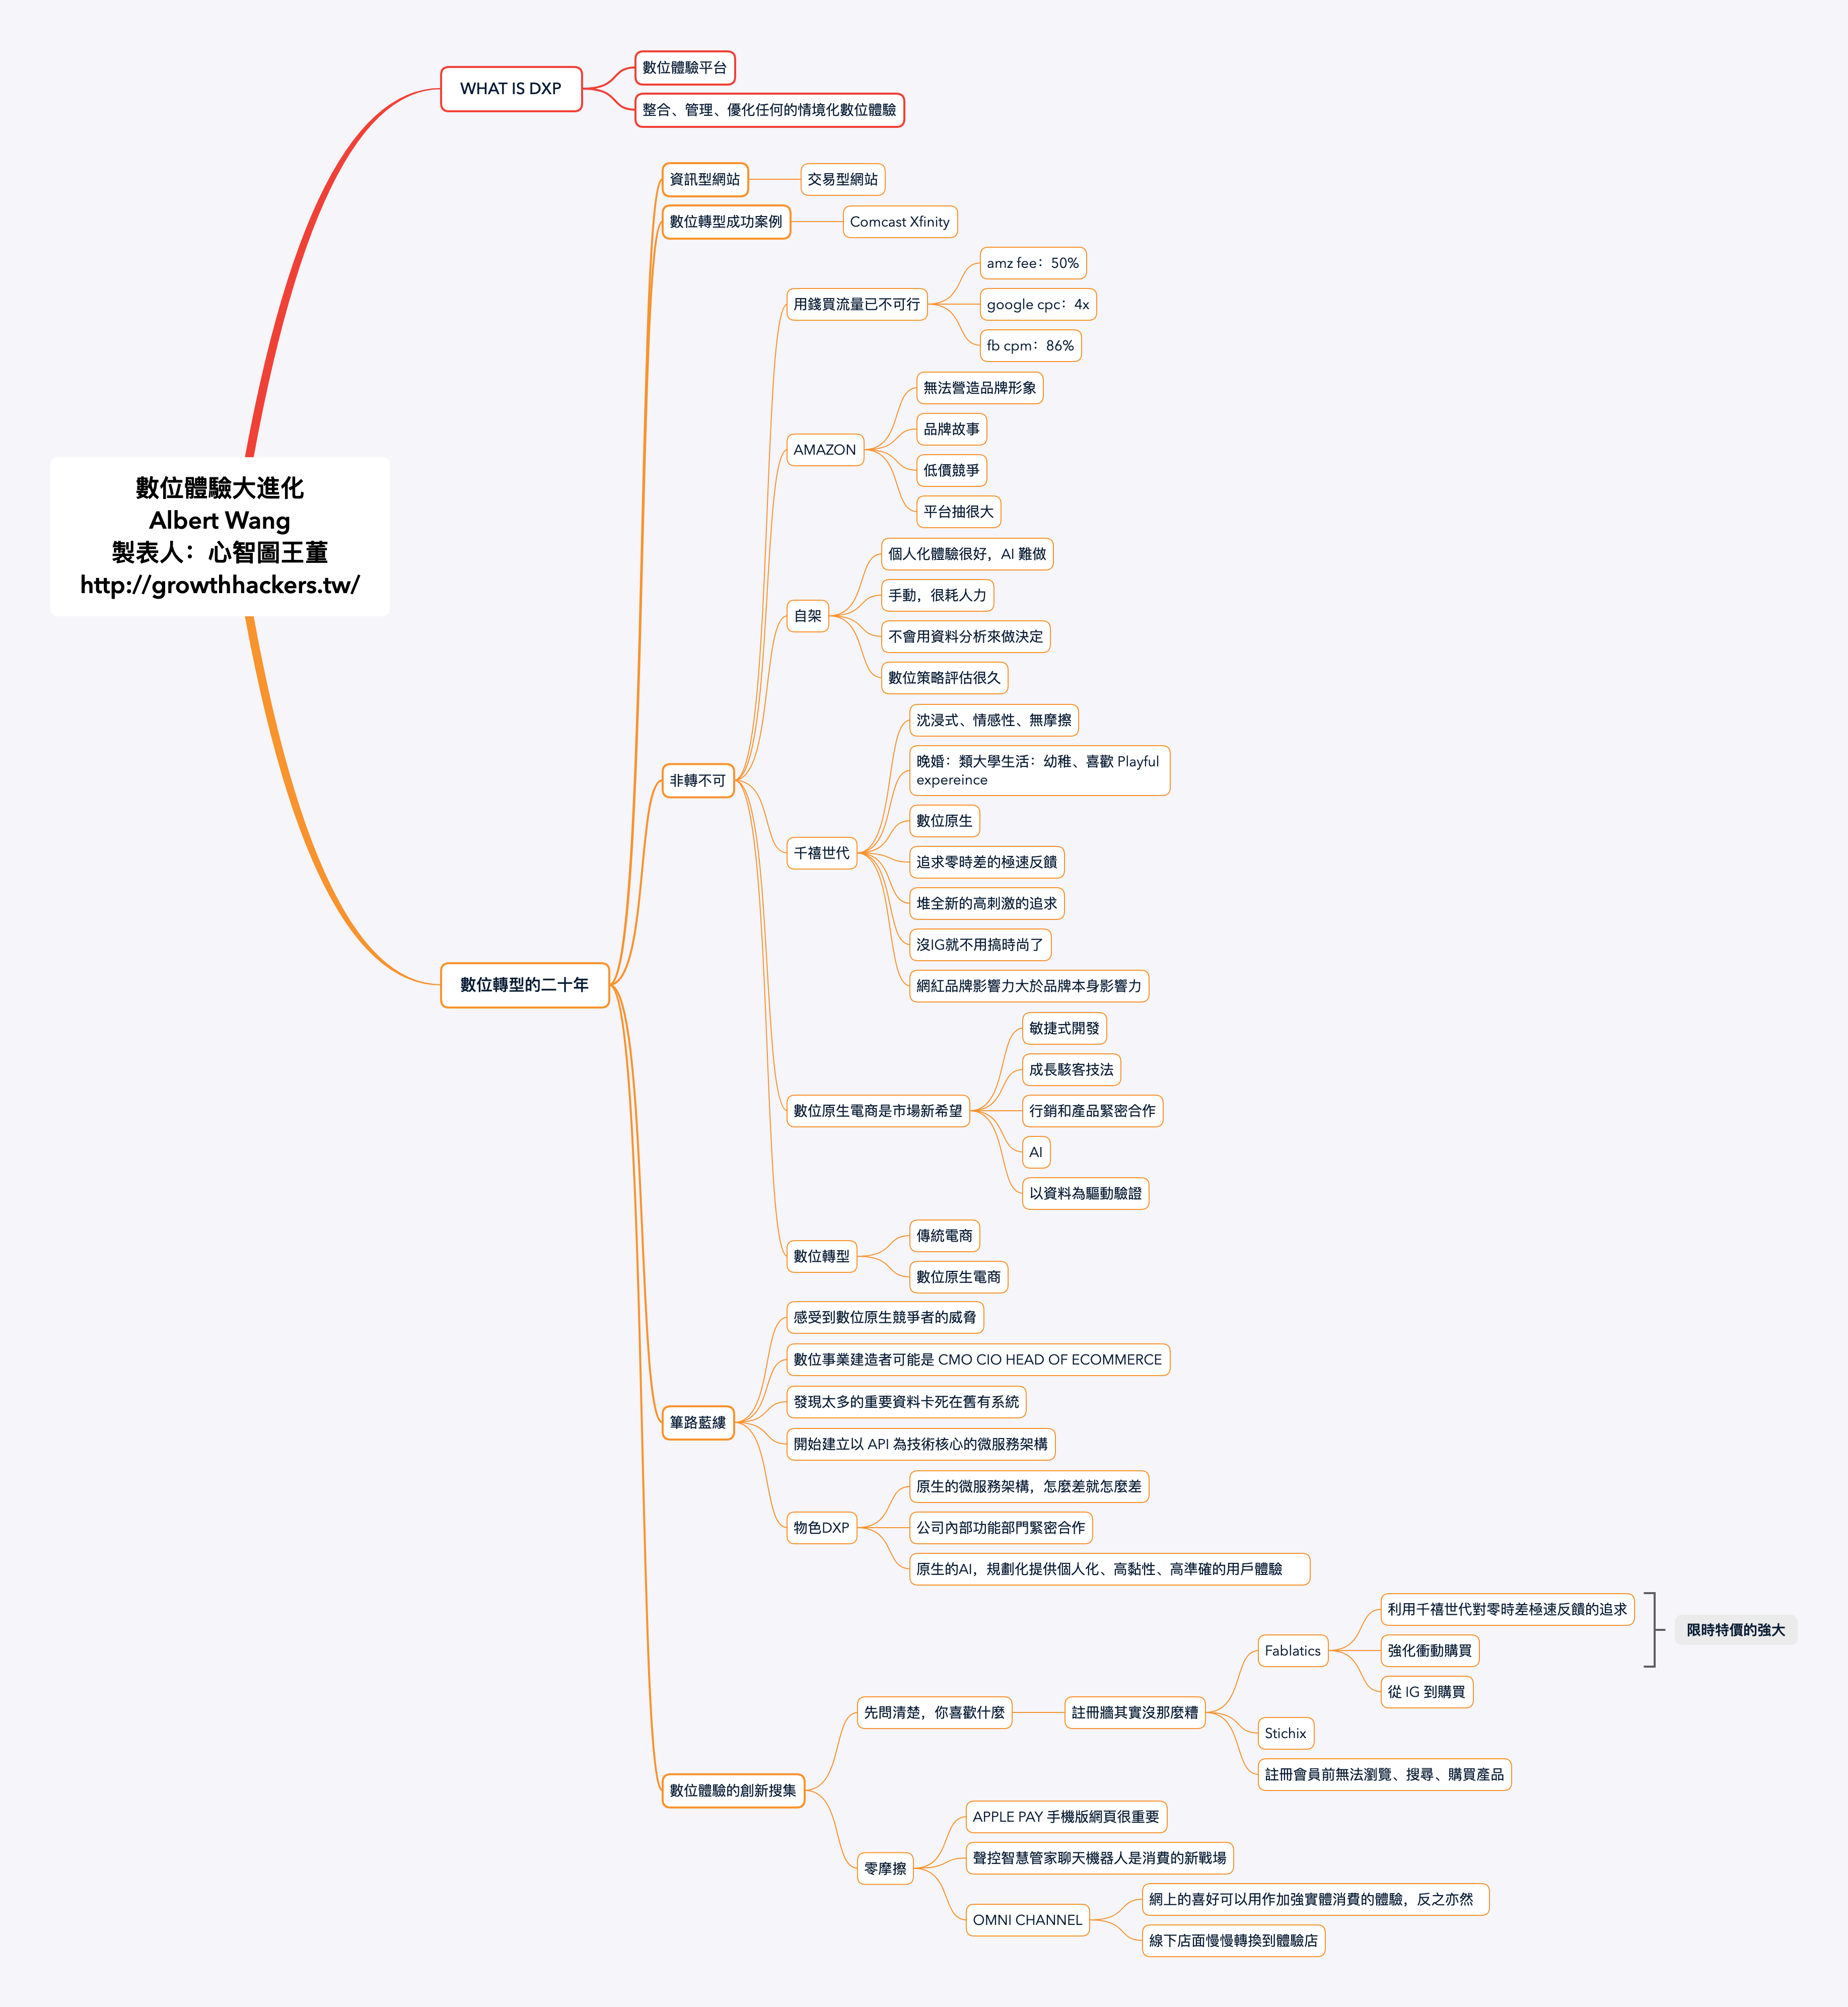 數位體驗大進化
Albert Wang
製表人：心智圖王董
http://growthhackers.tw/
WHAT IS DXP
數位體驗平台
整合、管理、優化任何的情境化數位體驗
數位轉型的二十年
資訊型網站
交易型網站
數位轉型成功案例
Comcast Xfinity
非轉不可
用錢買流量已不可行
amz fee：50%
google cpc：4x
fb cpm：86%
AMAZON
無法營造品牌形象
品牌故事
低價競爭
平台抽很大
自架
個人化體驗很好，AI 難做
手動，很耗人力
不會用資料分析來做決定
數位策略評估很久
千禧世代
沈浸式、情感性、無摩擦
晚婚：類大學生活：幼稚、喜歡 Playful
expereince
數位原生
追求零時差的極速反饋
堆全新的高刺激的追求
沒IG就不用搞時尚了
網紅品牌影響力大於品牌本身影響力
數位原生電商是市場新希望
敏捷式開發
成長駭客技法
行銷和產品緊密合作
AI
以資料為驅動驗證
數位轉型
傳統電商
數位原生電商
篳路藍縷
感受到數位原生競爭者的威脅
數位事業建造者可能是 CMO CIO HEAD OF ECOMMERCE
發現太多的重要資料卡死在舊有系統
開始建立以 API 為技術核心的微服務架構
物色DXP
原生的微服務架構，怎麼差就怎麼差
公司內部功能部門緊密合作
原生的AI，規劃化提供個人化、高黏性、高準確的用戶體驗
數位體驗的創新搜集
先問清楚，你喜歡什麼
註冊牆其實沒那麼糟
Fablatics
利用千禧世代對零時差極速反饋的追求
強化衝動購買
從 IG 到購買
限時特價的強大
Stichix
註冊會員前無法瀏覽、搜尋、購買產品
零摩擦
APPLE PAY 手機版網頁很重要
聲控智慧管家聊天機器人是消費的新戰場
OMNI CHANNEL
網上的喜好可以用作加強實體消費的體驗，反之亦然
線下店面慢慢轉換到體驗店